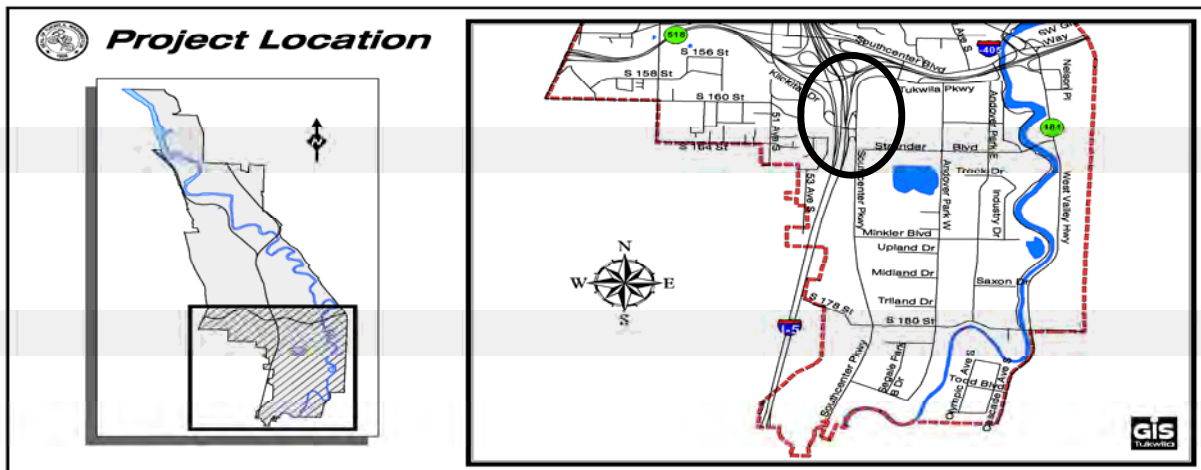 Project Location
N
518
S 156 St
Southcenter Blvd
Ave S
I-405
SW G
Way
S 158 St
Klickitat Dr
Nelson Pl
Tukwila Pkwy
S 160 St
51 Ave S
Andover Park E
181
S 164 St
Strander Blvd
Treck Dr
53 Ave S
Southcenter Pkwy
Andover Park W
Industry Dr
West Valley Hwy
Minkler Blvd
Upland Dr
N
W E
S
Midland Dr
Saxon Dr
Triland Dr
S 178 St
S 180 St
I-5
Southcenter Pkwy
Segale Park
B Dr
Olympic Ave S
Todd Blvd
Cascade Ave S
GIS
Tukwila